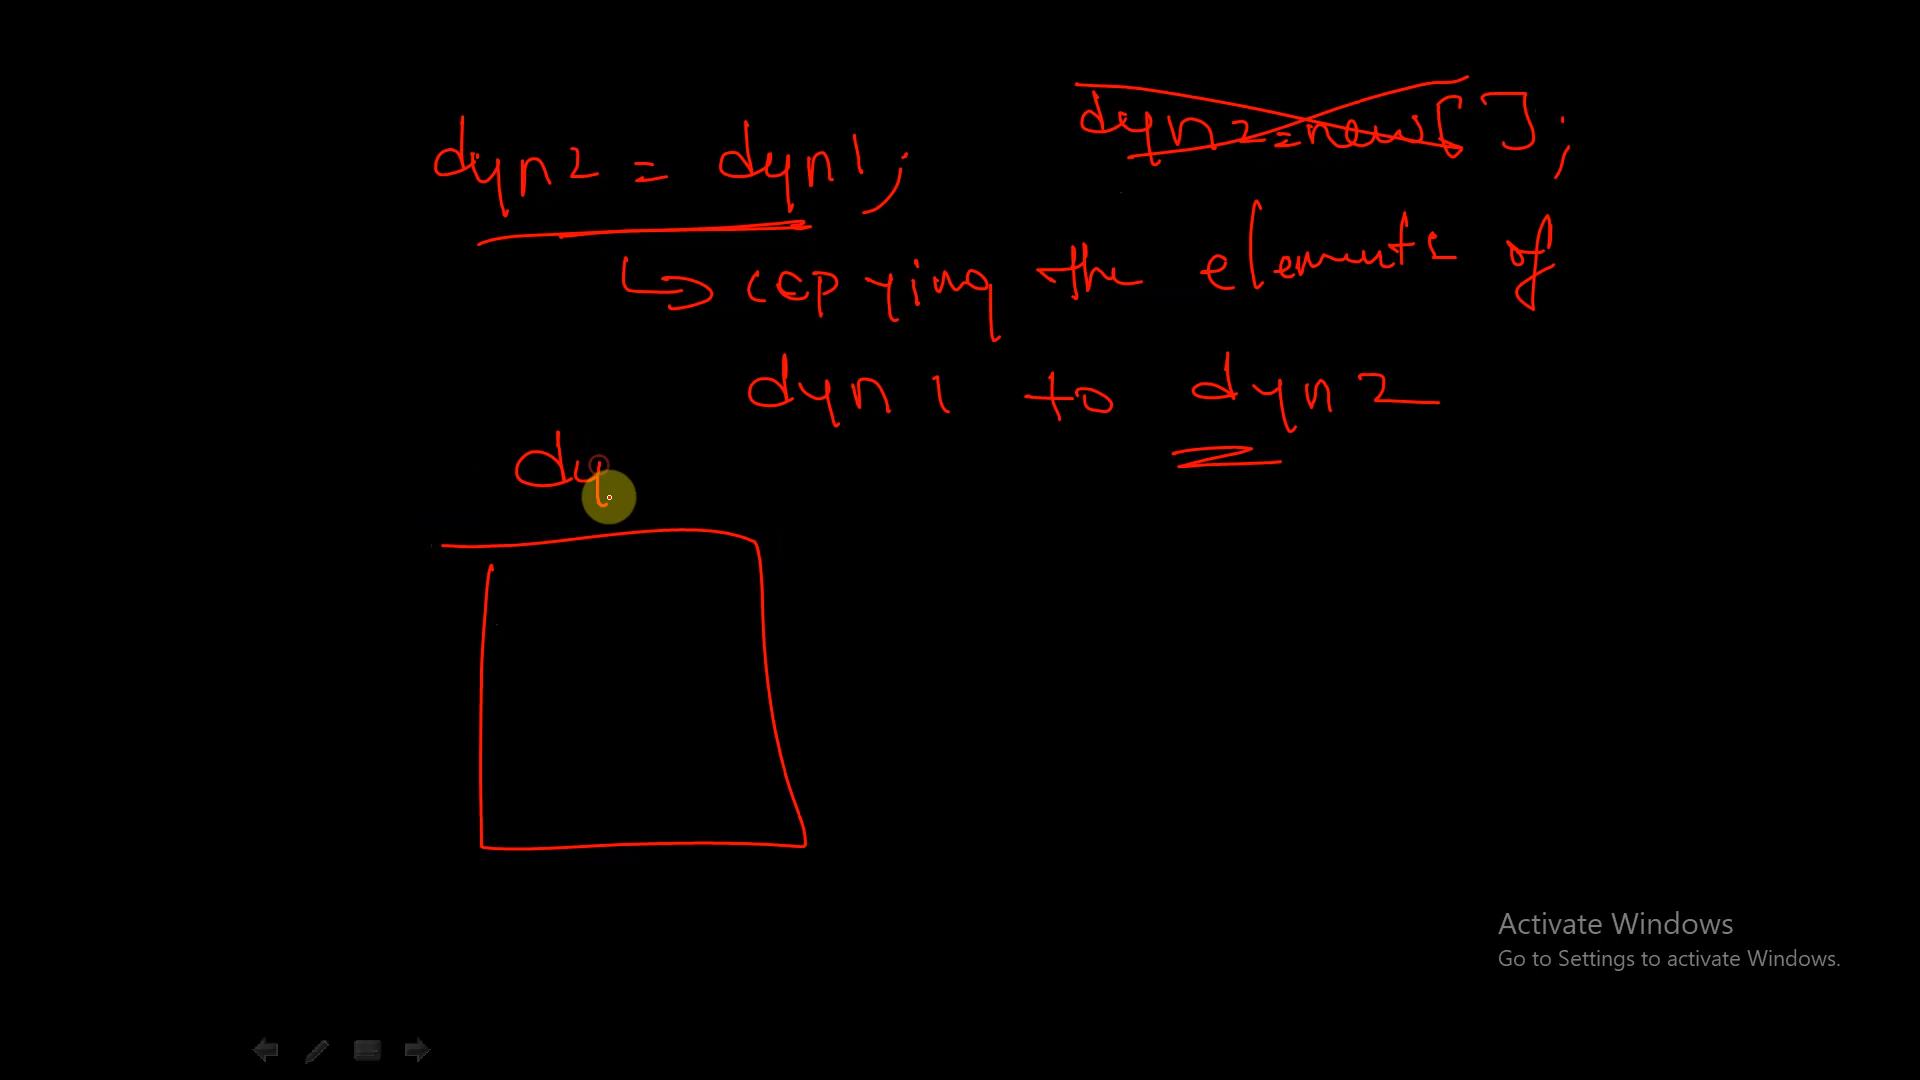 dyn2 = dyn1;
dyn2=new[];
copying the elements of
dyn1 to dyn2
dy
Activate Windows
Go to Settings to activate Windows.